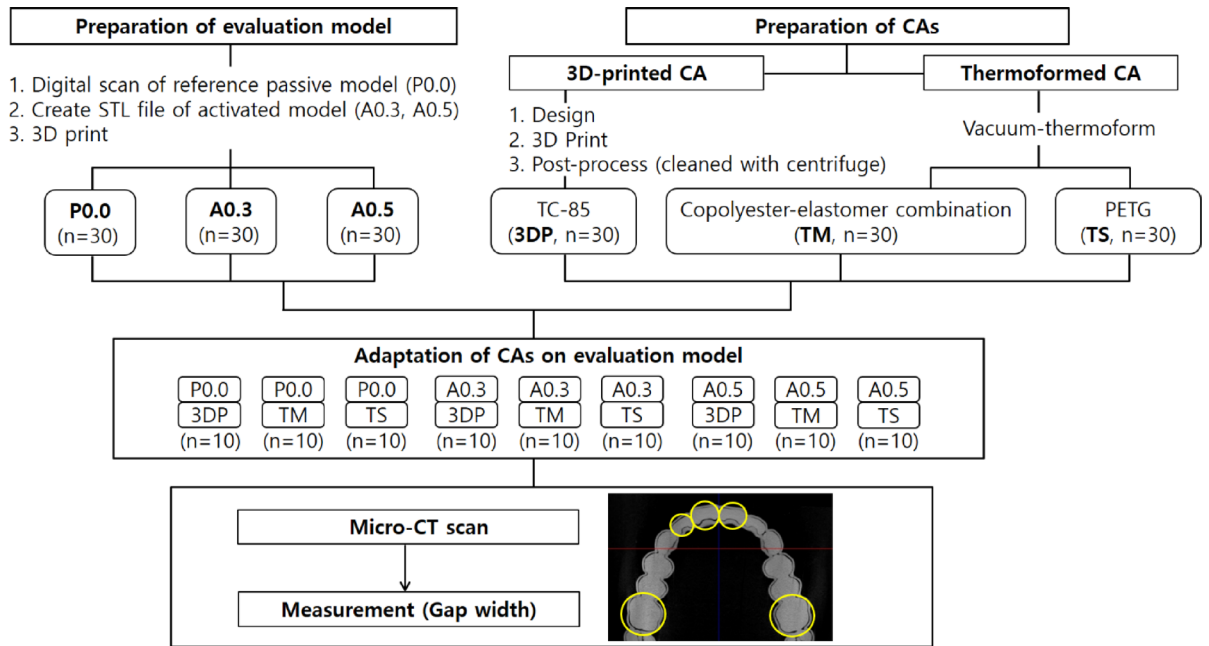 Preparation of evaluation model
1. Digital scan of reference passive model (P0.0)
2. Create STL file of activated model (A0.3, A0.5)
3. 3D print
P0.0
(n=30)
A0.3
(n=30)
A0.5
(n=30)
Preparation of CAs
3D-printed CA
Thermoformed CA
1. Design
2. 3D Print
3. Post-process (cleaned with centrifuge)
Vacuum-thermoform
TC-85
(3DP, n=30)
Copolyester-elastomer combination
(TM, n=30)
PETG
(TS, n=30)
Adaptation of CAs on evaluation model
P0.0 P0.0 P0.0 A0.3 A0.3 A0.3 A0.5 A0.5 A0.5
3DP TM TS 3DP TM TS 3DP TM TS
(n=10) (n=10) (n=10) (n=10) (n=10) (n=10) (n=10) (n=10) (n=10)
Micro-CT scan
Measurement (Gap width)